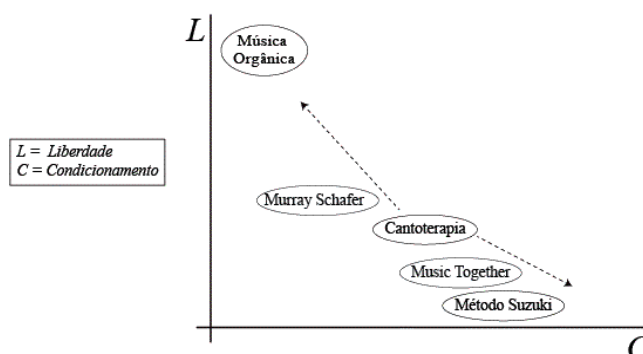 L
Música
Orgânica
L = Liberdade
C = Condicionamento
Murray Schafer
Cantoterapia
Music Together
Método Suzuki
C